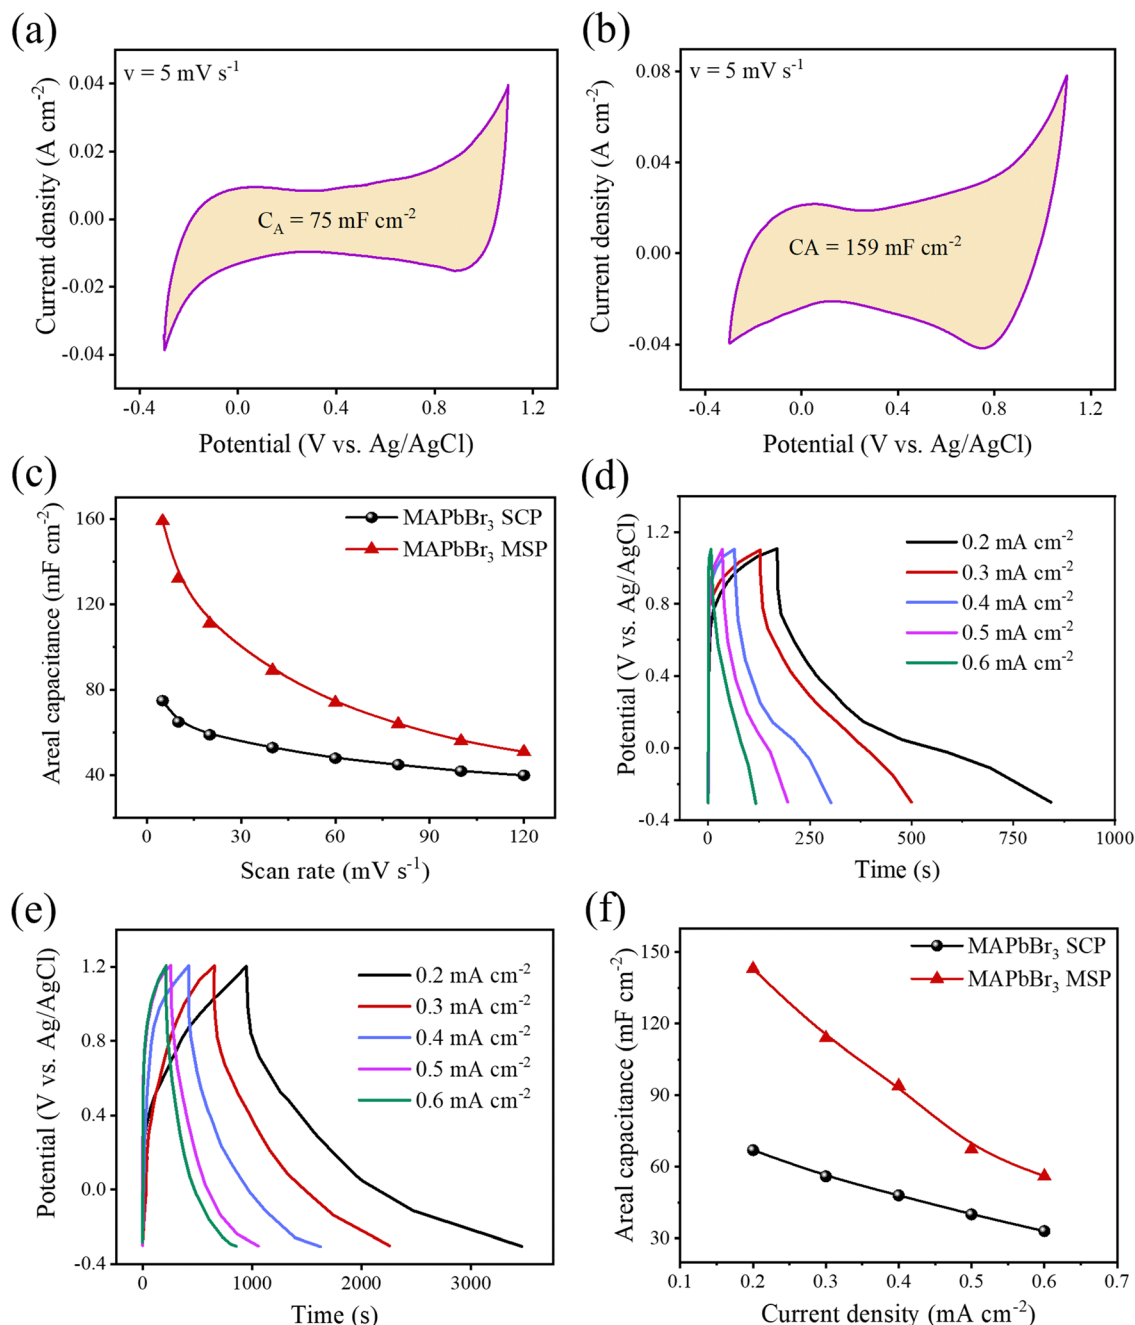 (a)
v = 5 mV s⁻¹
0.04
0.02
0.00
-0.02
-0.04
Current density (A cm⁻²)
C_A = 75 mF cm⁻²
-0.4 0.0 0.4 0.8 1.2
Potential (V vs. Ag/AgCl)
(b)
v = 5 mV s⁻¹
0.08
0.04
0.00
-0.04
Current density (A cm⁻²)
CA = 159 mF cm⁻²
-0.4 0.0 0.4 0.8 1.2
Potential (V vs. Ag/AgCl)
(c)
MAPbBr₃ SCP
MAPbBr₃ MSP
160
120
80
40
Areal capacitance (mF cm⁻²)
0 30 60 90 120
Scan rate (mV s⁻¹)
(d)
0.2 mA cm⁻²
0.3 mA cm⁻²
0.4 mA cm⁻²
0.5 mA cm⁻²
0.6 mA cm⁻²
1.2
0.8
0.4
0.0
-0.4
Potential (V vs. Ag/AgCl)
0 250 500 750 1000
Time (s)
(e)
0.2 mA cm⁻²
0.3 mA cm⁻²
0.4 mA cm⁻²
0.5 mA cm⁻²
0.6 mA cm⁻²
1.2
0.8
0.4
0.0
-0.4
Potential (V vs. Ag/AgCl)
0 1000 2000 3000
Time (s)
(f)
MAPbBr₃ SCP
MAPbBr₃ MSP
150
120
90
60
30
Areal capacitance (mF cm⁻²)
0.1 0.2 0.3 0.4 0.5 0.6 0.7
Current density (mA cm⁻²)